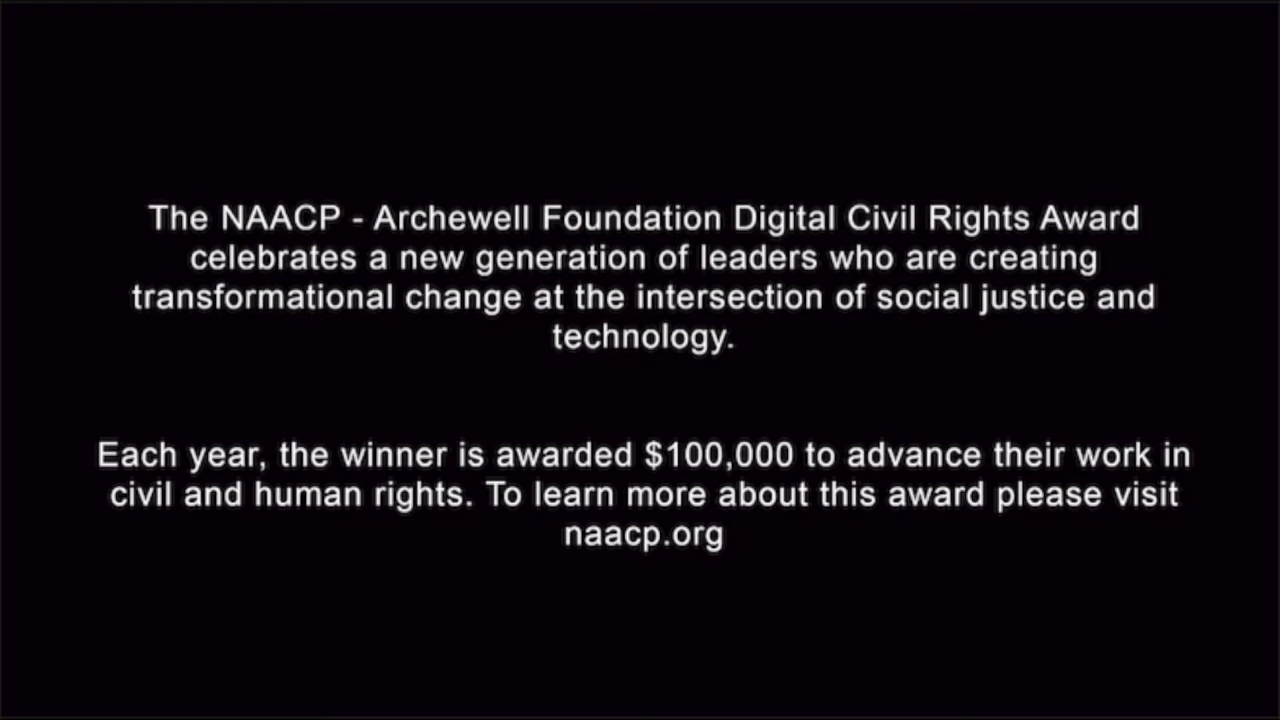 The NAACP - Archewell Foundation Digital Civil Rights Award
celebrates a new generation of leaders who are creating
transformational change at the intersection of social justice and
technology.
Each year, the winner is awarded $100,000 to advance their work in
civil and human rights. To learn more about this award please visit
naacp.org